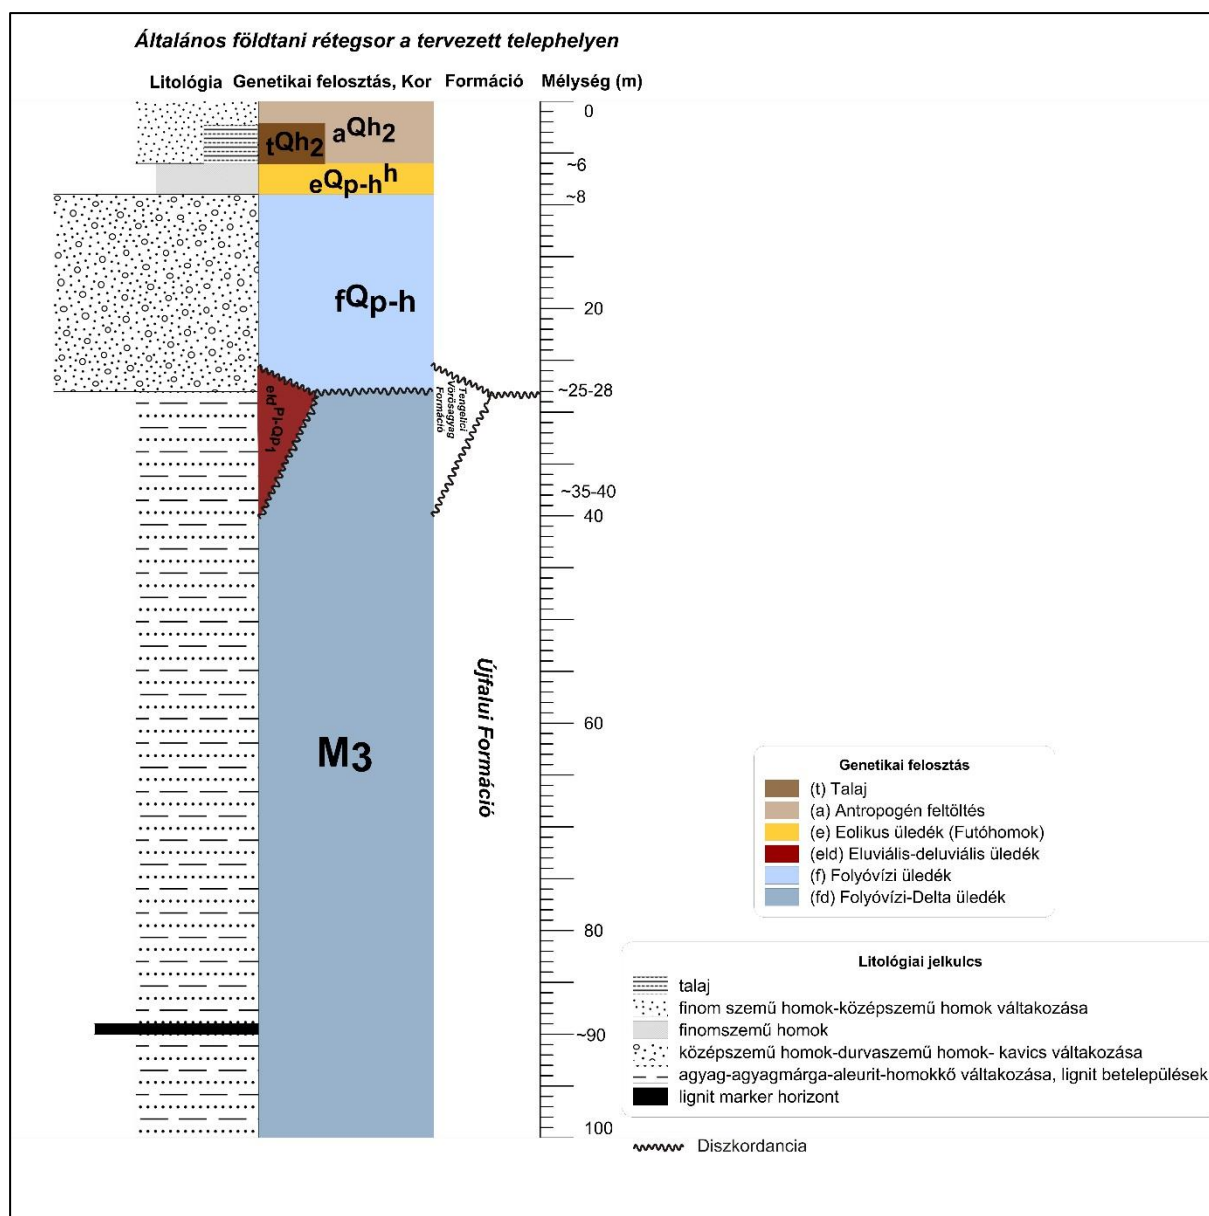 Általános földtani rétegsor a tervezett telephelyen
Litológia Genetikai felosztás, Kor Formáció Mélység (m)
0
aQh2
tQh2
~6
eQp-hh
~8
fQp-h
20
~25-28
eldPl-Qp1
Tengelici
Vörösagyag
Formáció
~35-40
40
Újfalui Formáció
60
M3
80
~90
100
Genetikai felosztás
(t) Talaj
(a) Antropogén feltöltés
(e) Eolikus üledék (Futóhomok)
(eld) Eluviális-deluviális üledék
(f) Folyóvízi üledék
(fd) Folyóvízi-Delta üledék
Litológiai jelkulcs
talaj
finom szemű homok-középszemű homok váltakozása
finomszemű homok
középszemű homok-durvaszemű homok- kavics váltakozása
agyag-agyagmárga-aleurit-homokkő váltakozása, lignit betelepülések
lignit marker horizont
Diszkordancia